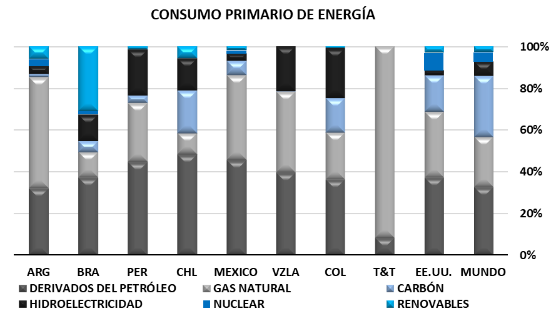 CONSUMO PRIMARIO DE ENERGÍA
100%
80%
60%
40%
20%
0%
ARG BRA PER CHL MEXICO VZLA COL T&T EE.UU. MUNDO
DERIVADOS DEL PETRÓLEO GAS NATURAL CARBÓN
HIDROELECTRICIDAD NUCLEAR RENOVABLES